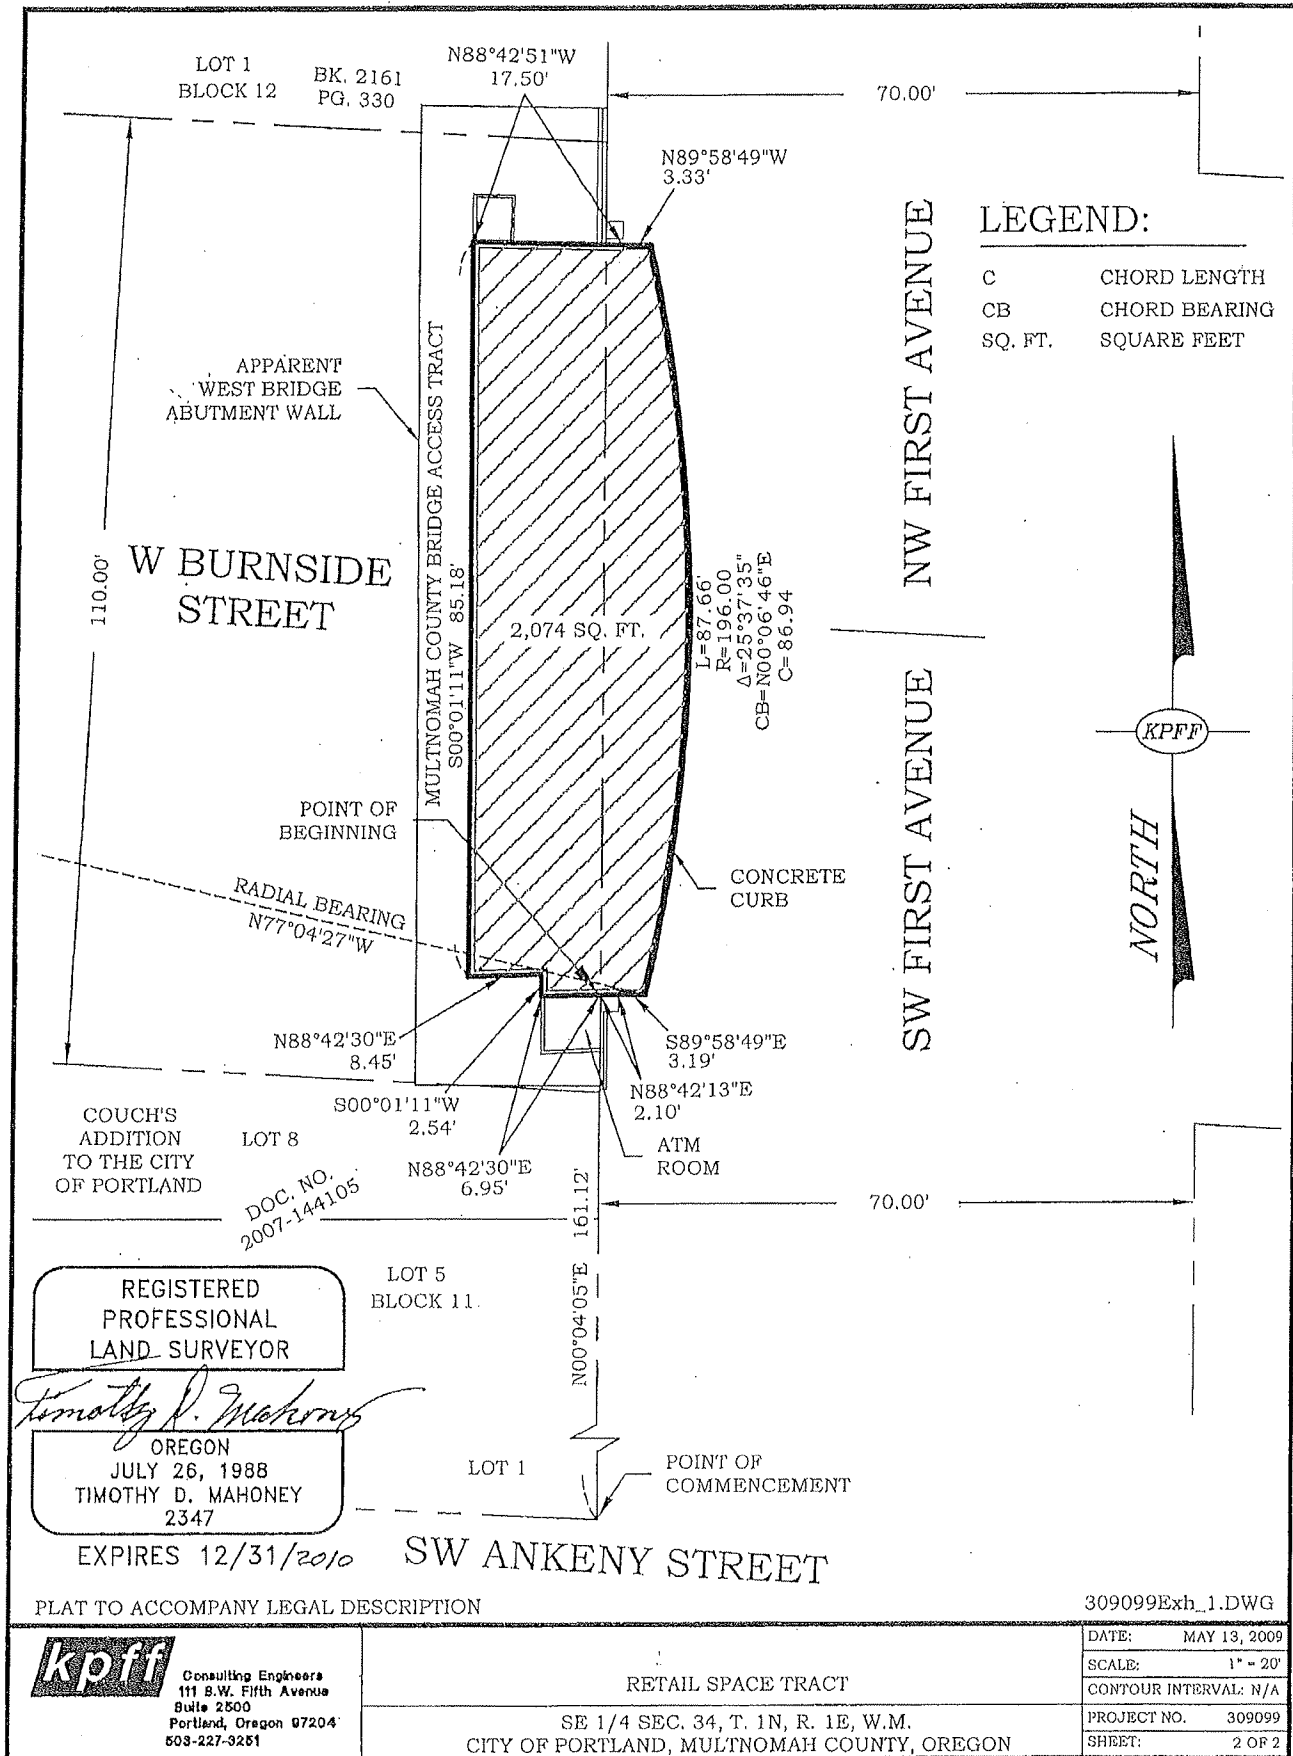 LOT 1
BLOCK 12
BK. 2161
PG. 330
N88°42'51"W
17.50'
70.00'
N89°58'49"W
3.33'
LEGEND:
C CHORD LENGTH
CB CHORD BEARING
SQ. FT. SQUARE FEET
NW FIRST AVENUE
APPARENT
WEST BRIDGE
ABUTMENT WALL
MULTNOMAH COUNTY BRIDGE ACCESS TRACT
S00°01'11"W 85.18'
110.00'
W BURNSIDE
STREET
2,074 SQ. FT.
L=87.66'
R=196.00
Δ=25°37'35"
CB=N00°06'46"E
C=86.94
SW FIRST AVENUE
KPFF
NORTH
POINT OF
BEGINNING
RADIAL BEARING
N77°04'27"W
CONCRETE
CURB
N88°42'30"E
8.45'
S89°58'49"E
3.19'
S00°01'11"W
2.54'
N88°42'13"E
2.10'
N88°42'30"E
6.95'
ATM
ROOM
COUCH'S
ADDITION
TO THE CITY
OF PORTLAND
LOT 8
DOC. NO.
2007-144105
70.00'
N00°04'05"E 161.12'
LOT 5
BLOCK 11
REGISTERED
PROFESSIONAL
LAND SURVEYOR
Timothy D. Mahoney
OREGON
JULY 26, 1988
TIMOTHY D. MAHONEY
2347
EXPIRES 12/31/2010
LOT 1
POINT OF
COMMENCEMENT
SW ANKENY STREET
PLAT TO ACCOMPANY LEGAL DESCRIPTION
309099Exh_1.DWG
kpff
Consulting Engineers
111 S.W. Fifth Avenue
Suite 2500
Portland, Oregon 97204
503-227-3251
RETAIL SPACE TRACT
SE 1/4 SEC. 34, T. 1N, R. 1E, W.M.
CITY OF PORTLAND, MULTNOMAH COUNTY, OREGON
DATE: MAY 13, 2009
SCALE: 1" = 20'
CONTOUR INTERVAL: N/A
PROJECT NO. 309099
SHEET: 2 OF 2